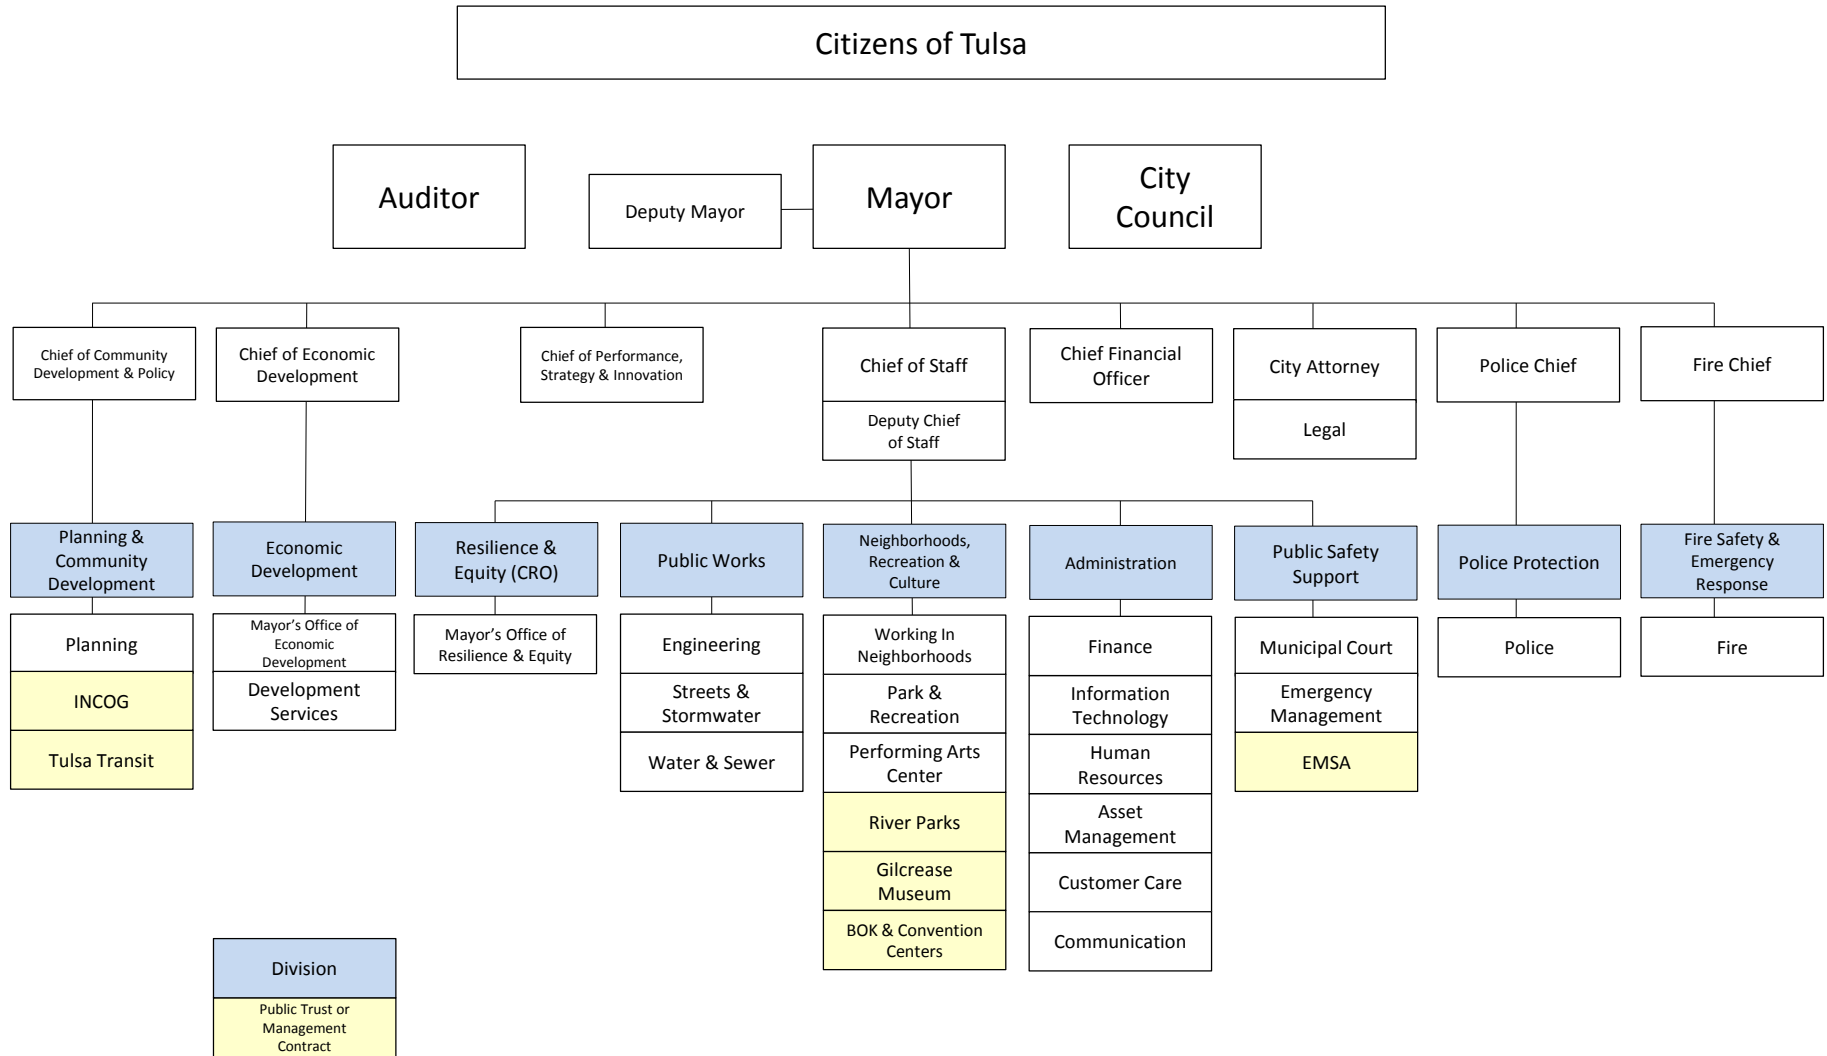 Citizens of Tulsa
Auditor
Deputy Mayor
Mayor
City
Council
Chief of Community
Development & Policy
Chief of Economic
Development
Chief of Performance,
Strategy & Innovation
Chief of Staff
Deputy Chief
of Staff
Chief Financial
Officer
City Attorney
Legal
Police Chief
Fire Chief
Planning &
Community
Development
Economic
Development
Resilience &
Equity (CRO)
Public Works
Neighborhoods,
Recreation &
Culture
Administration
Public Safety
Support
Police Protection
Fire Safety &
Emergency
Response
Planning
INCOG
Tulsa Transit
Mayor’s Office of
Economic
Development
Development
Services
Mayor’s Office of
Resilience & Equity
Engineering
Streets &
Stormwater
Water & Sewer
Working In
Neighborhoods
Park &
Recreation
Performing Arts
Center
River Parks
Gilcrease
Museum
BOK & Convention
Centers
Finance
Information
Technology
Human
Resources
Asset
Management
Customer Care
Communication
Municipal Court
Emergency
Management
EMSA
Police
Fire
Division
Public Trust or
Management
Contract